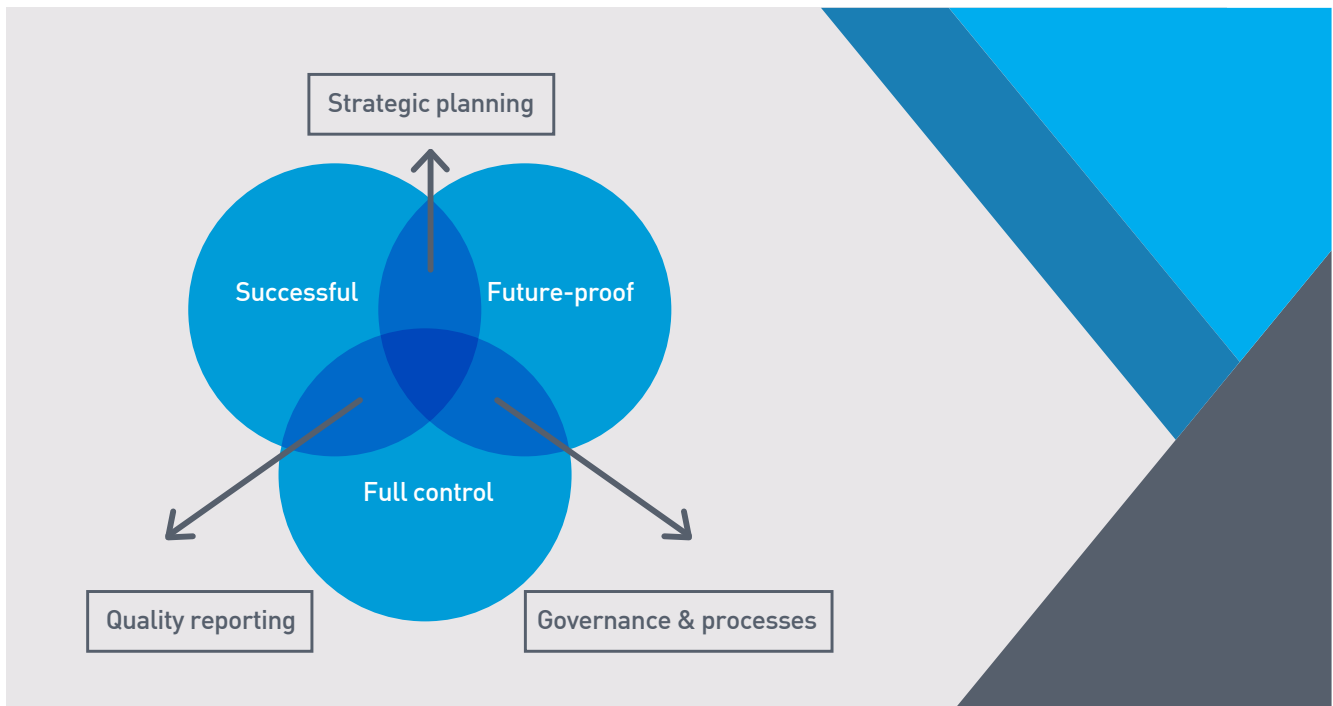 Strategic planning
Successful
Future-proof
Full control
Quality reporting
Governance & processes